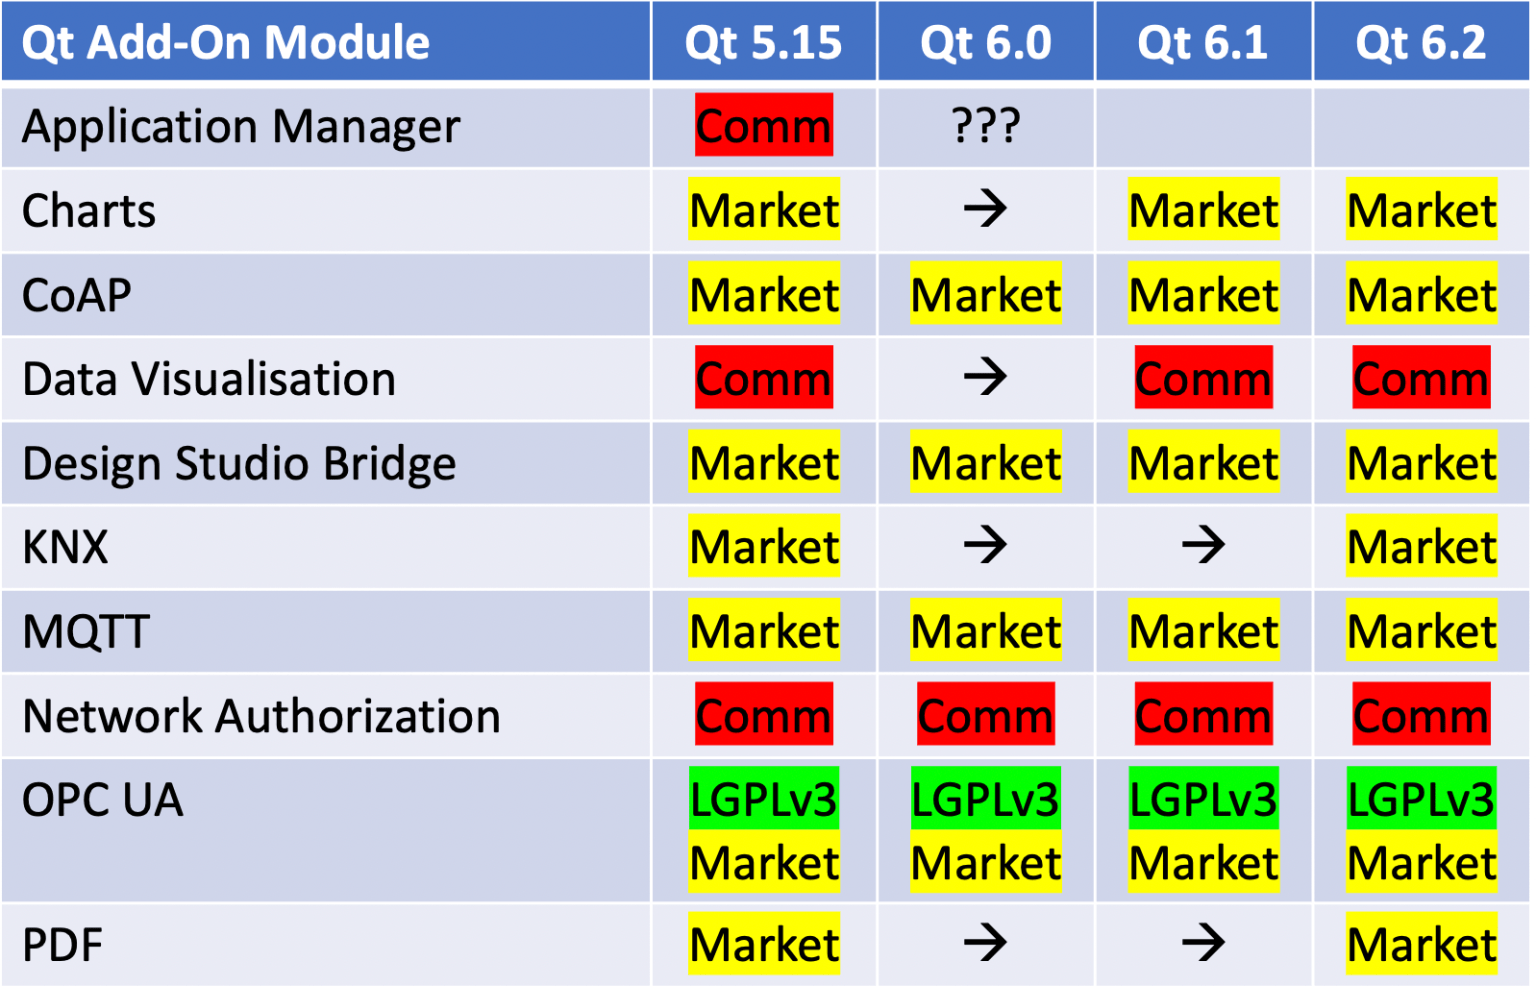 Qt Add-On Module Qt 5.15 Qt 6.0 Qt 6.1 Qt 6.2
Application Manager Comm ???
Charts Market → Market Market
CoAP Market Market Market Market
Data Visualisation Comm → Comm Comm
Design Studio Bridge Market Market Market Market
KNX Market → → Market
MQTT Market Market Market Market
Network Authorization Comm Comm Comm Comm
OPC UA LGPLv3 LGPLv3 LGPLv3 LGPLv3
Market Market Market Market
PDF Market → → Market